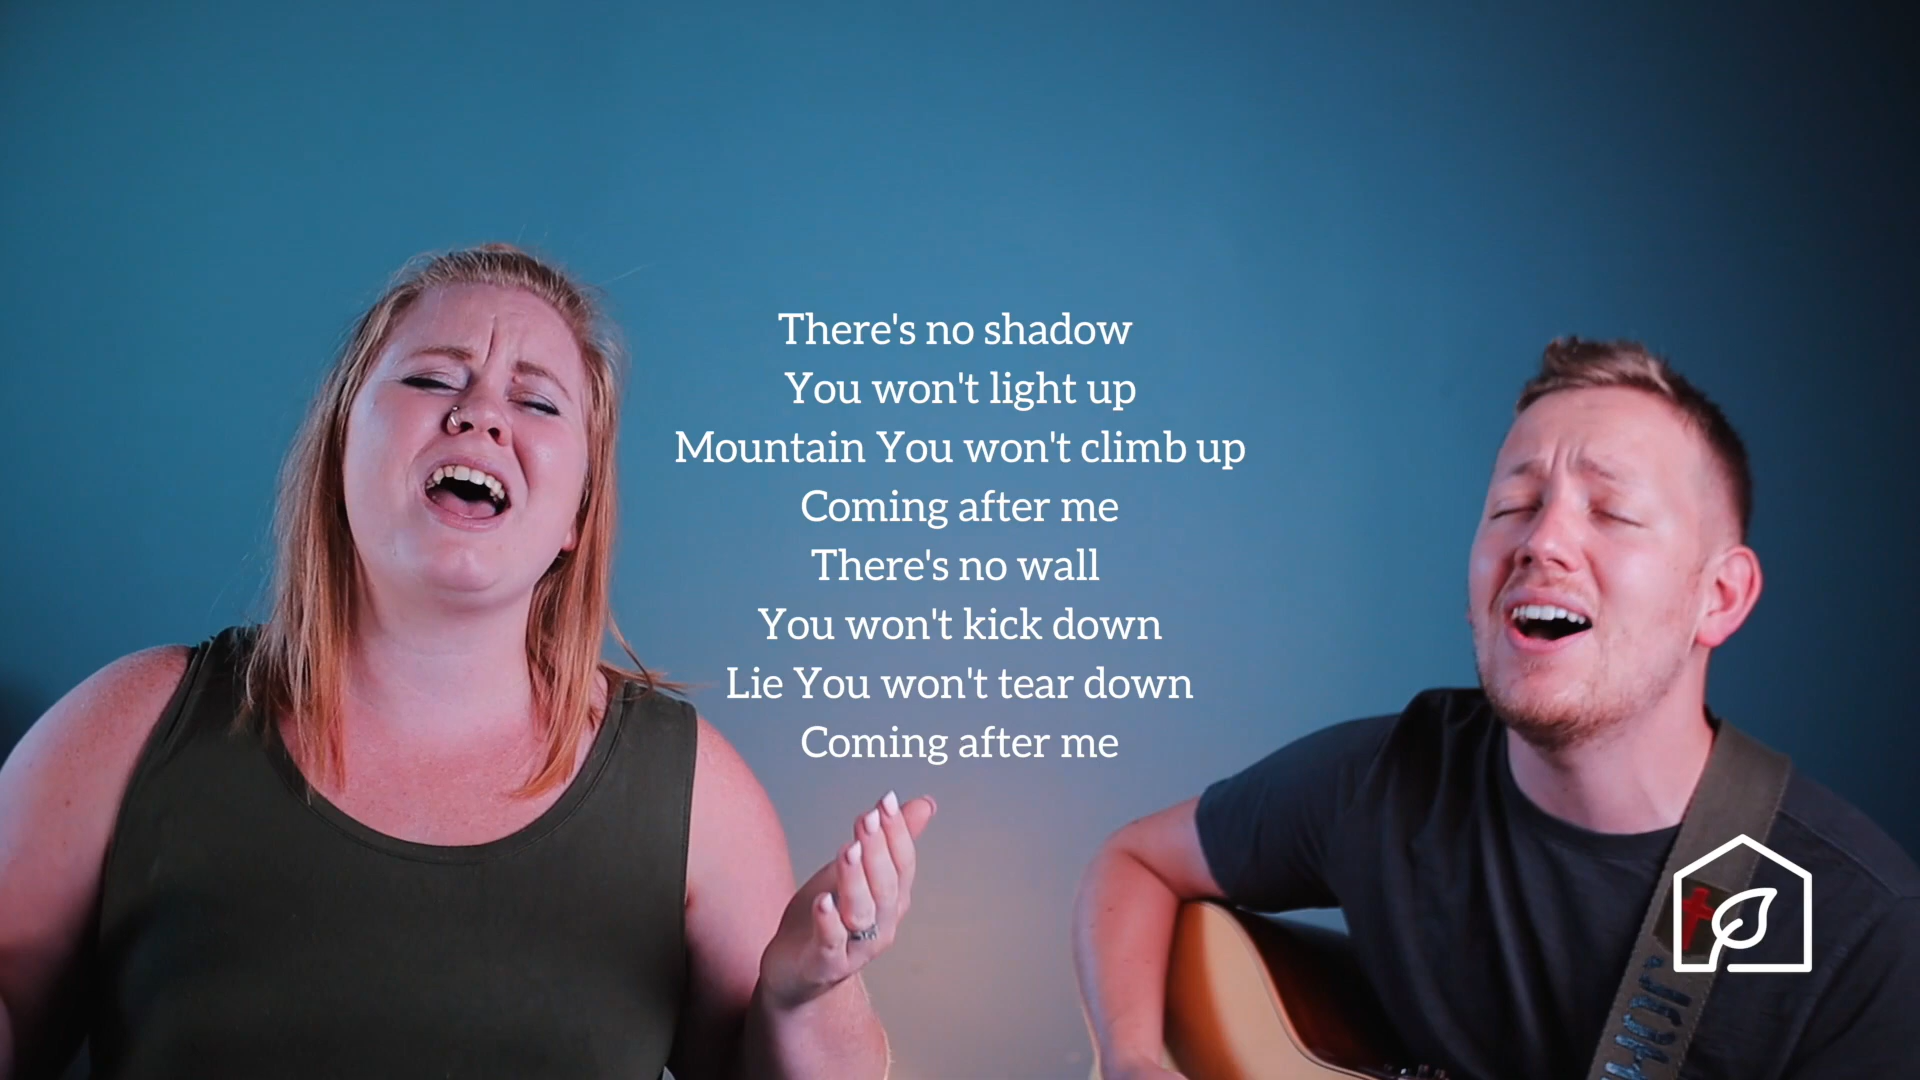 There's no shadow
You won't light up
Mountain You won't climb up
Coming after me
There's no wall
You won't kick down
Lie You won't tear down
Coming after me